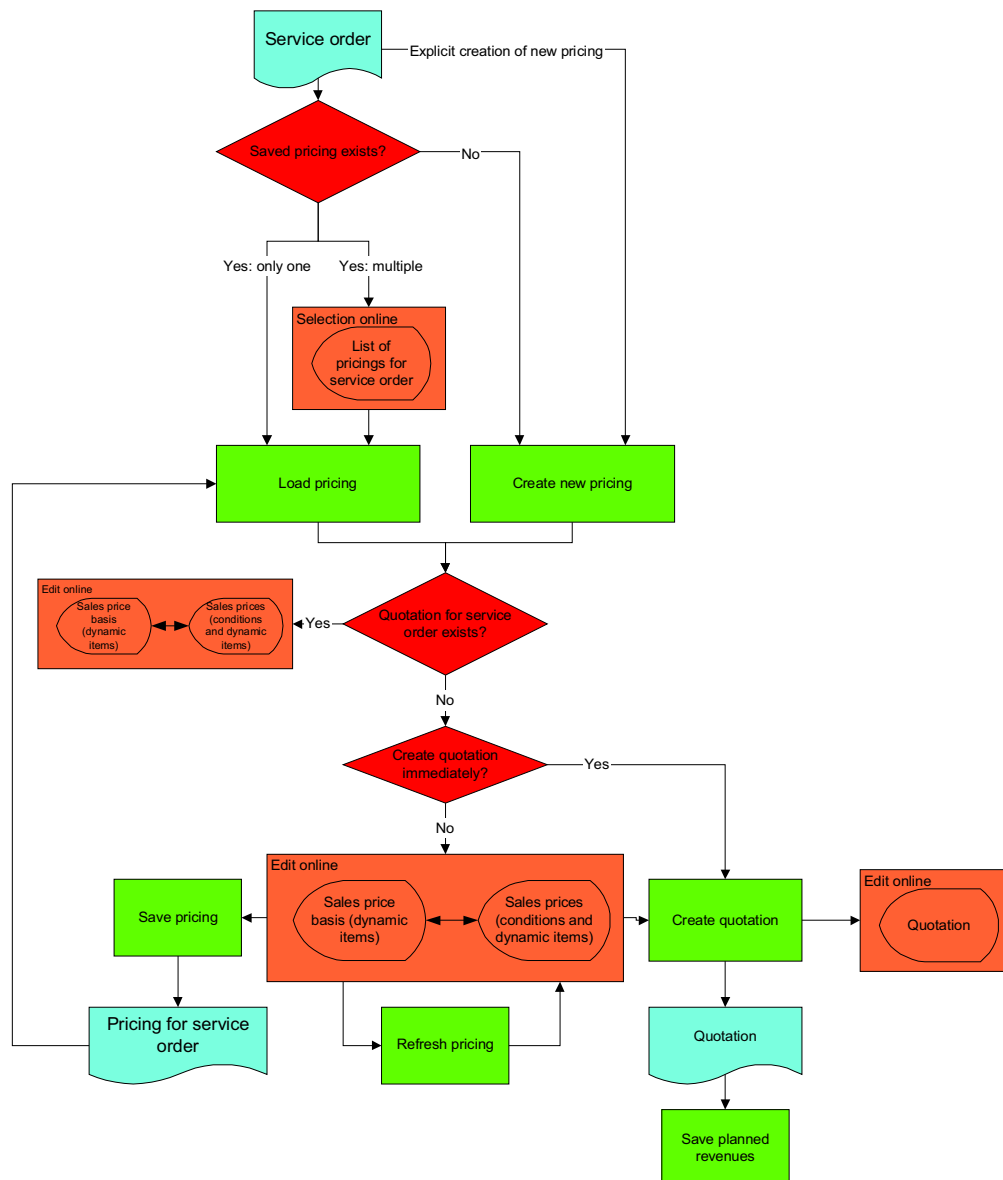 Service order
Explicit creation of new pricing
Saved pricing exists?
No
Yes: only one
Yes: multiple
Selection online
List of
pricings for
service order
Load pricing
Create new pricing
Edit online
Sales price
basis
(dynamic
items)
Sales prices
(conditions
and dynamic
items)
Yes
Quotation for service
order exists?
No
Create quotation
immediately?
Yes
No
Edit online
Sales price
basis (dynamic
items)
Sales prices
(conditions and
dynamic items)
Save pricing
Create quotation
Edit online
Quotation
Pricing for service
order
Refresh pricing
Quotation
Save planned
revenues